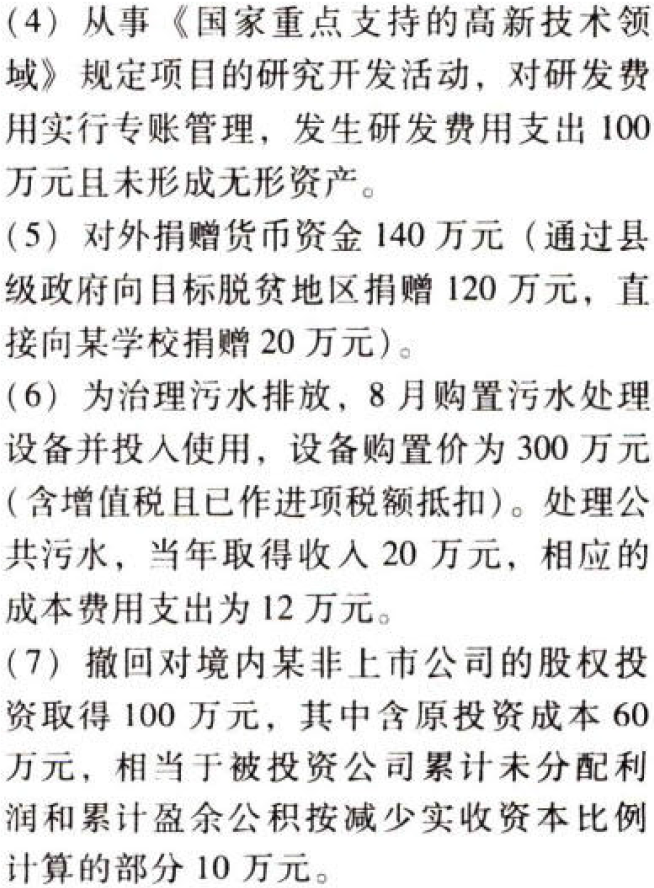 (4) 从事《国家重点支持的高新技术领
域》规定项目的研究开发活动，对研发费
用实行专账管理，发生研发费用支出 100
万元且未形成无形资产。
(5) 对外捐赠货币资金 140 万元（通过县
级政府向目标脱贫地区捐赠 120 万元，直
接向某学校捐赠 20 万元）。
(6) 为治理污水排放，8 月购置污水处理
设备并投入使用，设备购置价为 300 万元
(含增值税且已作进项税额抵扣)。处理公
共污水，当年取得收入 20 万元，相应的
成本费用支出为 12 万元。
(7) 撤回对境内某非上市公司的股权投
资取得 100 万元，其中含原投资成本 60
万元，相当于被投资公司累计未分配利
润和累计盈余公积按减少实收资本比例
计算的部分 10 万元。